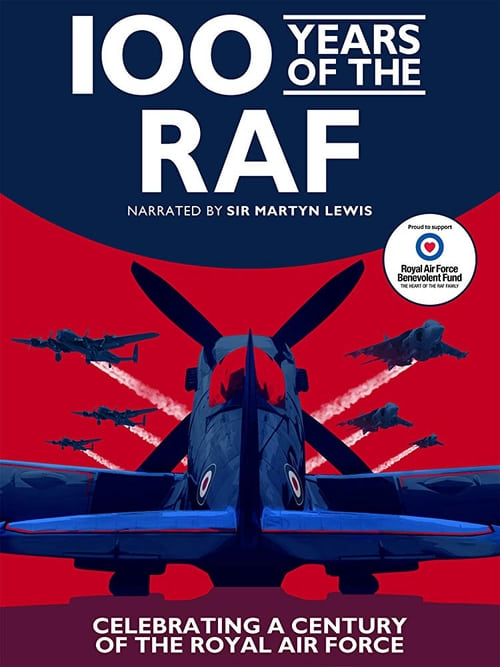 100 YEARS
OF THE
RAF
NARRATED BY SIR MARTYN LEWIS
Proud to support
Royal Air Force
Benevolent Fund
THE HEART OF THE RAF FAMILY
CELEBRATING A CENTURY
OF THE ROYAL AIR FORCE